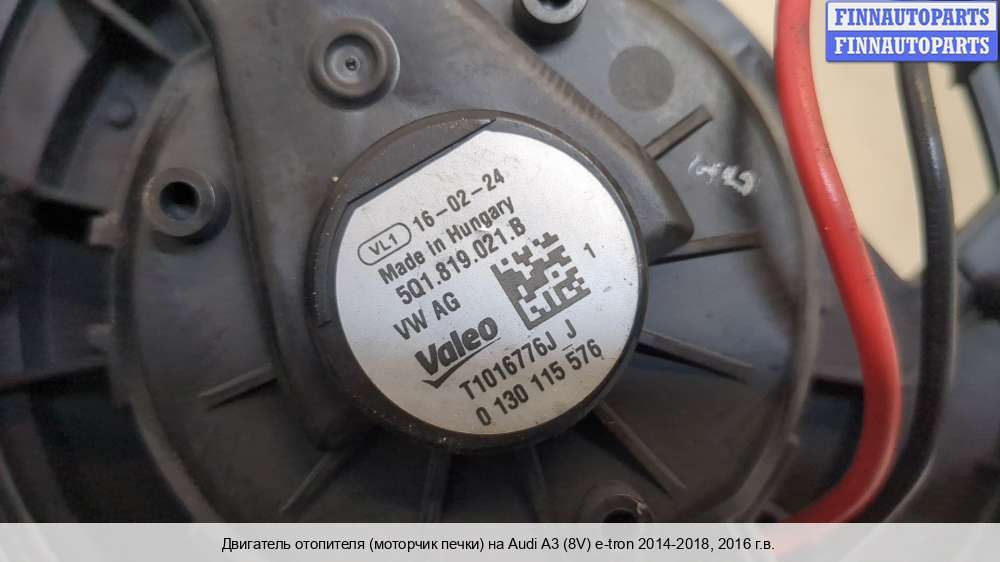 FINNAUTOPARTS
FINNAUTOPARTS
VL1 16-02-24
Made in Hungary
5Q1.819.021.B
VW AG
1
Valeo
T1016776J J
0 130 115 576
Двигатель отопителя (моторчик печки) на Audi A3 (8V) e-tron 2014-2018, 2016 г.в.